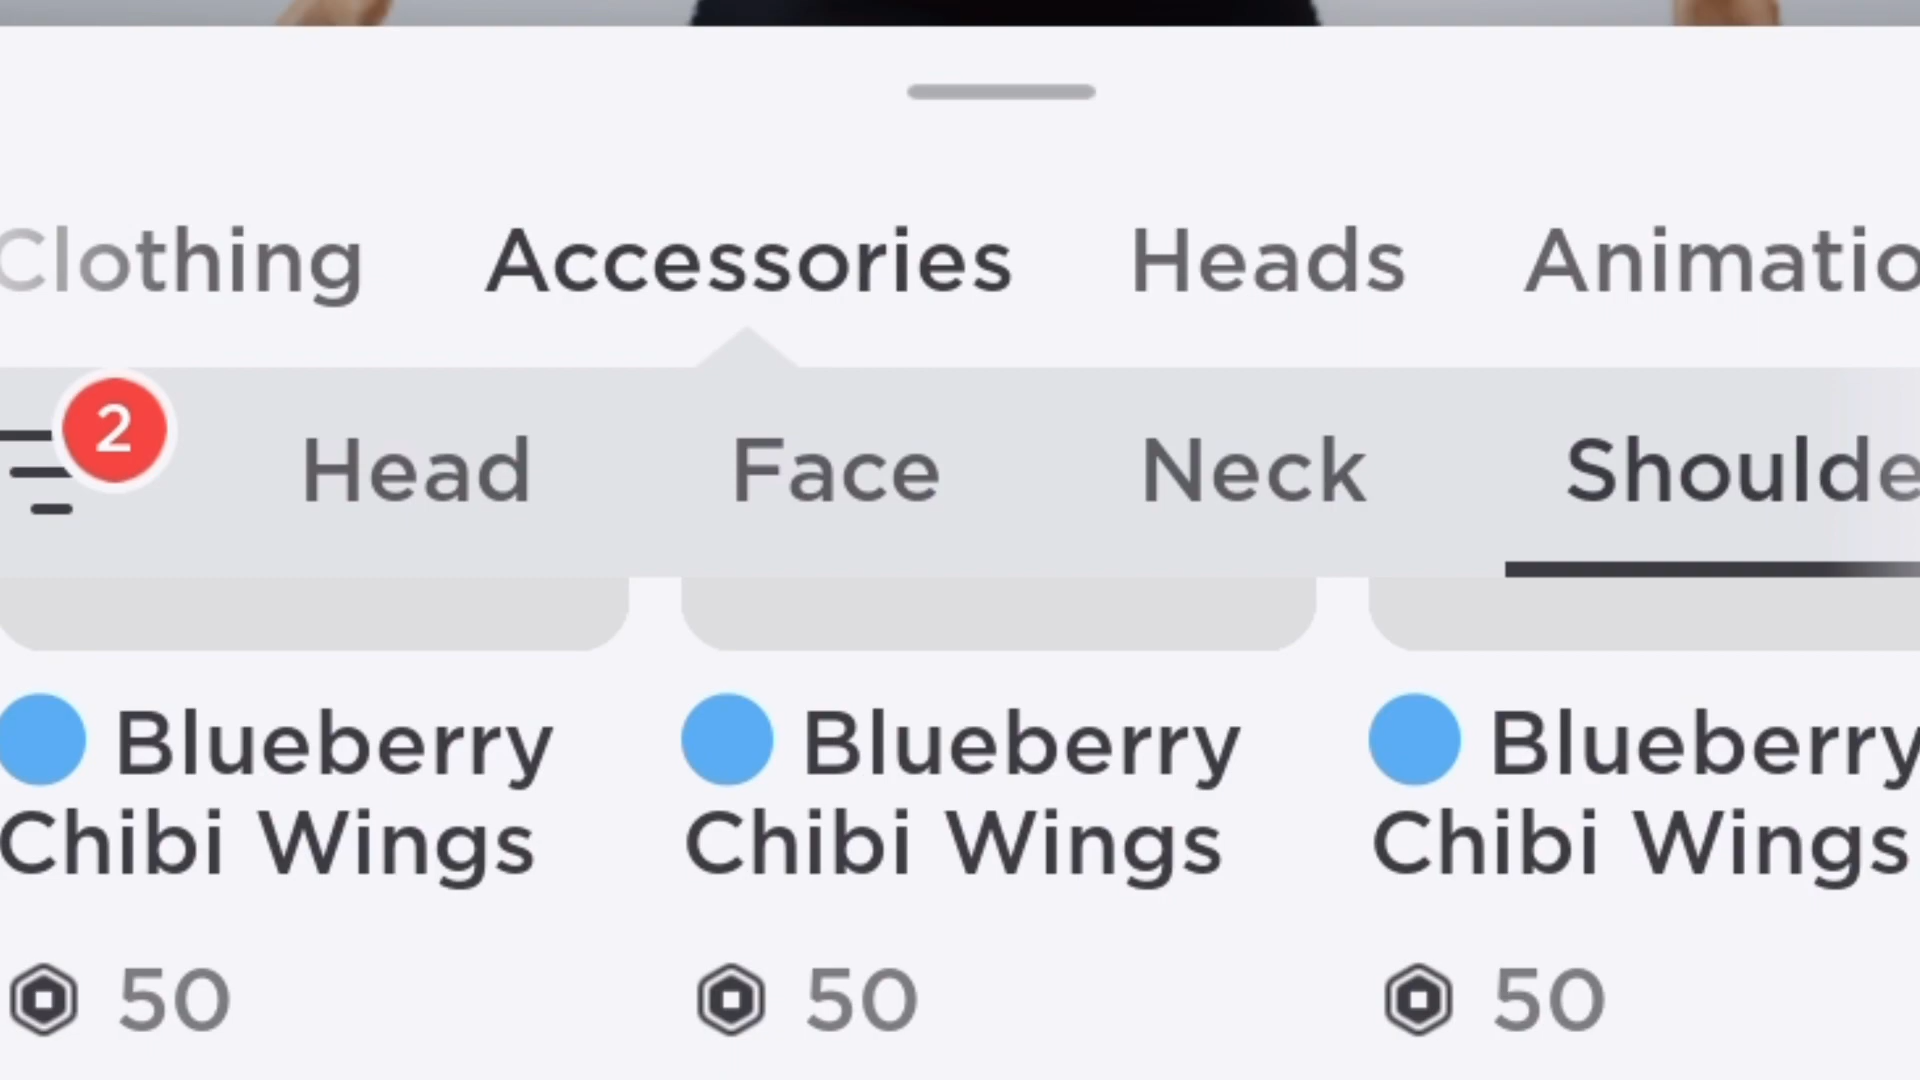 Clothing Accessories Heads Animatio
2 Head Face Neck Shoulde
Blueberry Blueberry Blueberry
Chibi Wings Chibi Wings Chibi Wings
50 50 50